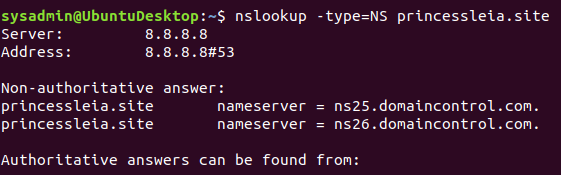 sysadmin@UbuntuDesktop:~$ nslookup -type=NS princessleia.site
Server:		8.8.8.8
Address:	8.8.8.8#53
Non-authoritative answer:
princessleia.site	nameserver = ns25.domaincontrol.com.
princessleia.site	nameserver = ns26.domaincontrol.com.
Authoritative answers can be found from: